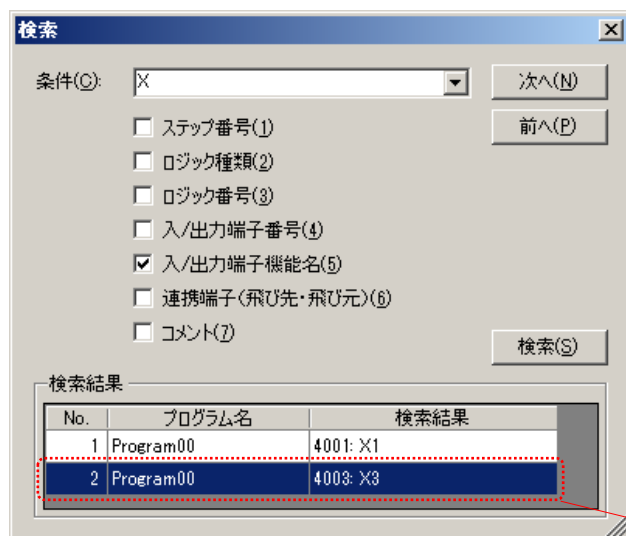 検索
条件(C): X 次へ(N)
前へ(P)
ステップ番号(1)
ロジック種類(2)
ロジック番号(3)
入/出力端子番号(4)
入/出力端子機能名(5)
連携端子(飛び先・飛び元)(6)
コメント(7)
検索(S)
検索結果
No. プログラム名 検索結果
1 Program00 4001: X1
2 Program00 4003: X3